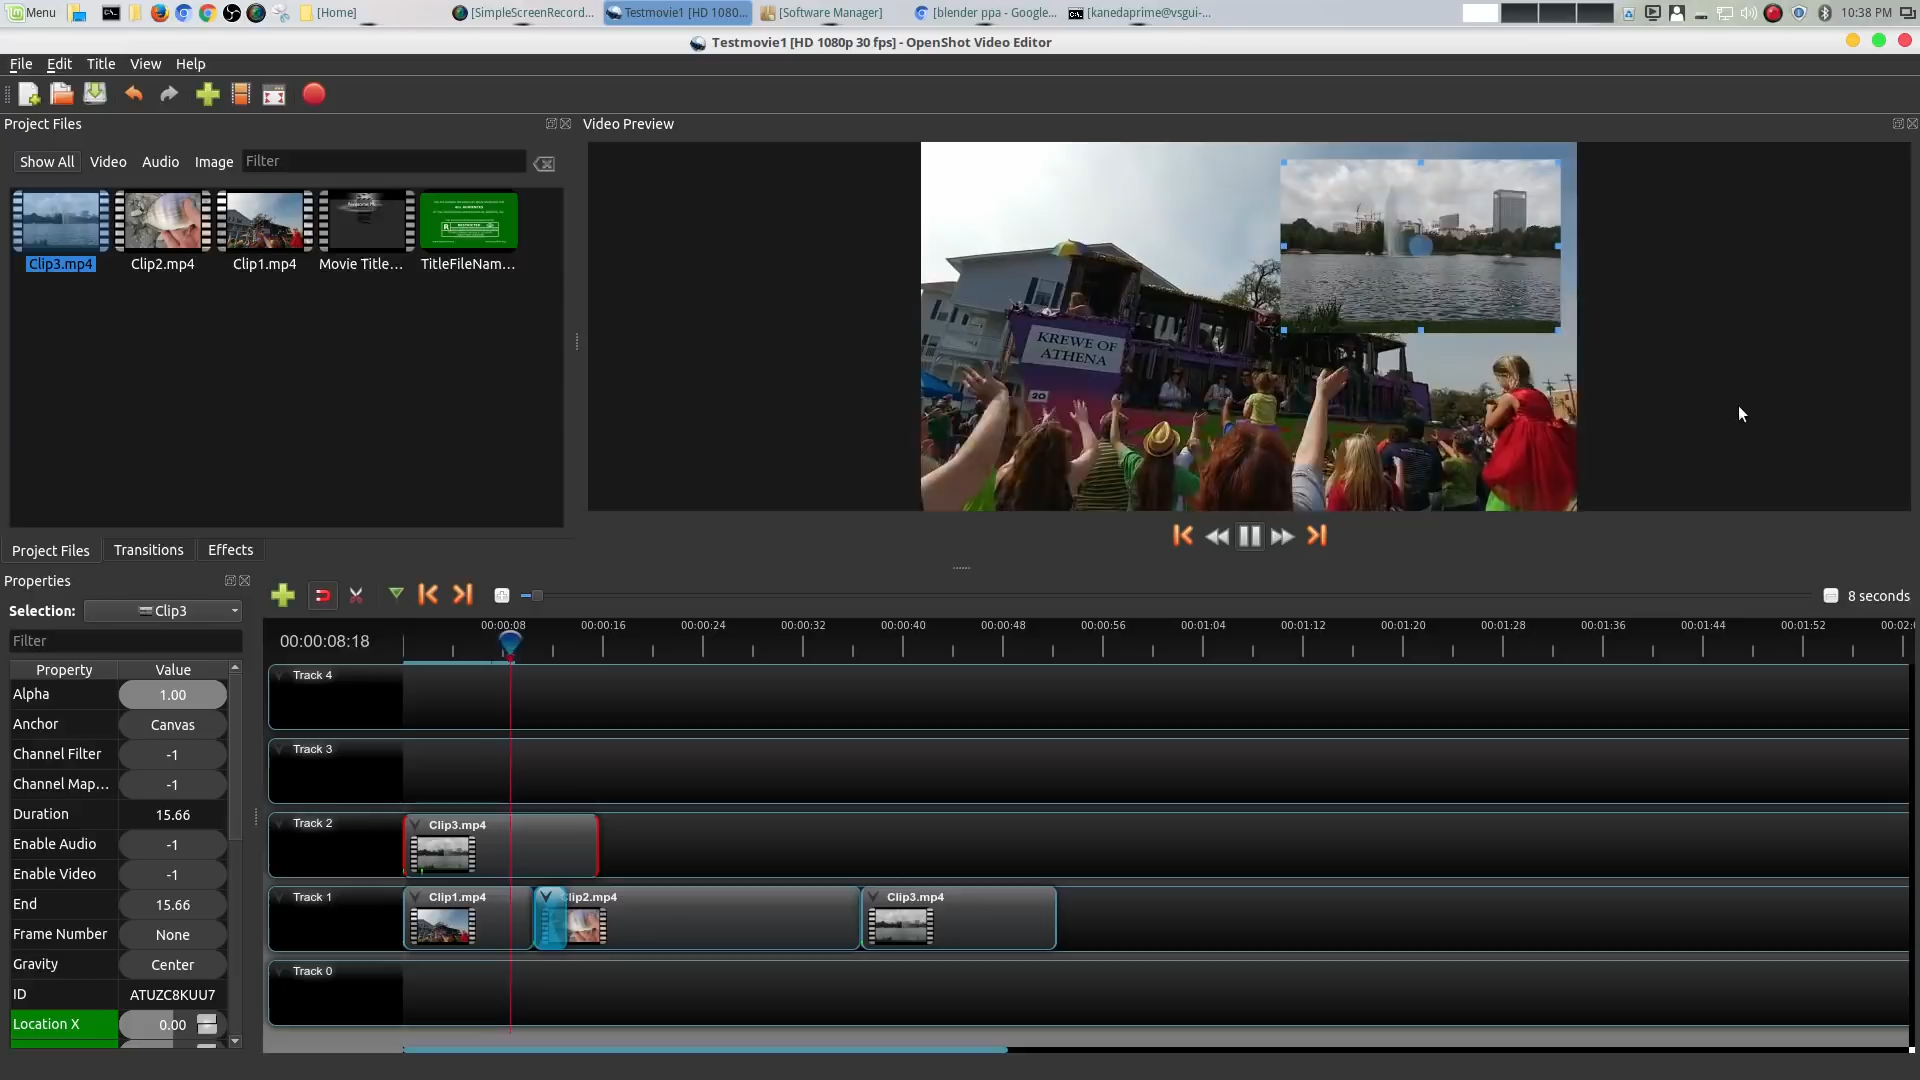 Menu [Home] [SimpleScreenRecord... Testmovie1 [HD 1080... [Software Manager] [blender ppa - Google... [kanedaprime@vsgui-... 10:38 PM
Testmovie1 [HD 1080p 30 fps] - OpenShot Video Editor
File Edit Title View Help
Project Files
Video Preview
Show All Video Audio Image Filter
Clip3.mp4 Clip2.mp4 Clip1.mp4 Movie Title... TitleFileNam...
KREWE OF
ATHENA
20
Project Files Transitions Effects
Properties
Selection: Clip3
Filter
Property Value
Alpha 1.00
Anchor Canvas
Channel Filter -1
Channel Map... -1
Duration 15.66
Enable Audio -1
Enable Video -1
End 15.66
Frame Number None
Gravity Center
ID ATUZC8KUU7
Location X 0.00
8 seconds
00:00:08:18
00:00:08 00:00:16 00:00:24 00:00:32 00:00:40 00:00:48 00:00:56 00:01:04 00:01:12 00:01:20 00:01:28 00:01:36 00:01:44 00:01:52 00:02:0
Track 4
Track 3
Track 2
Clip3.mp4
Track 1
Clip1.mp4 Clip2.mp4 Clip3.mp4
Track 0